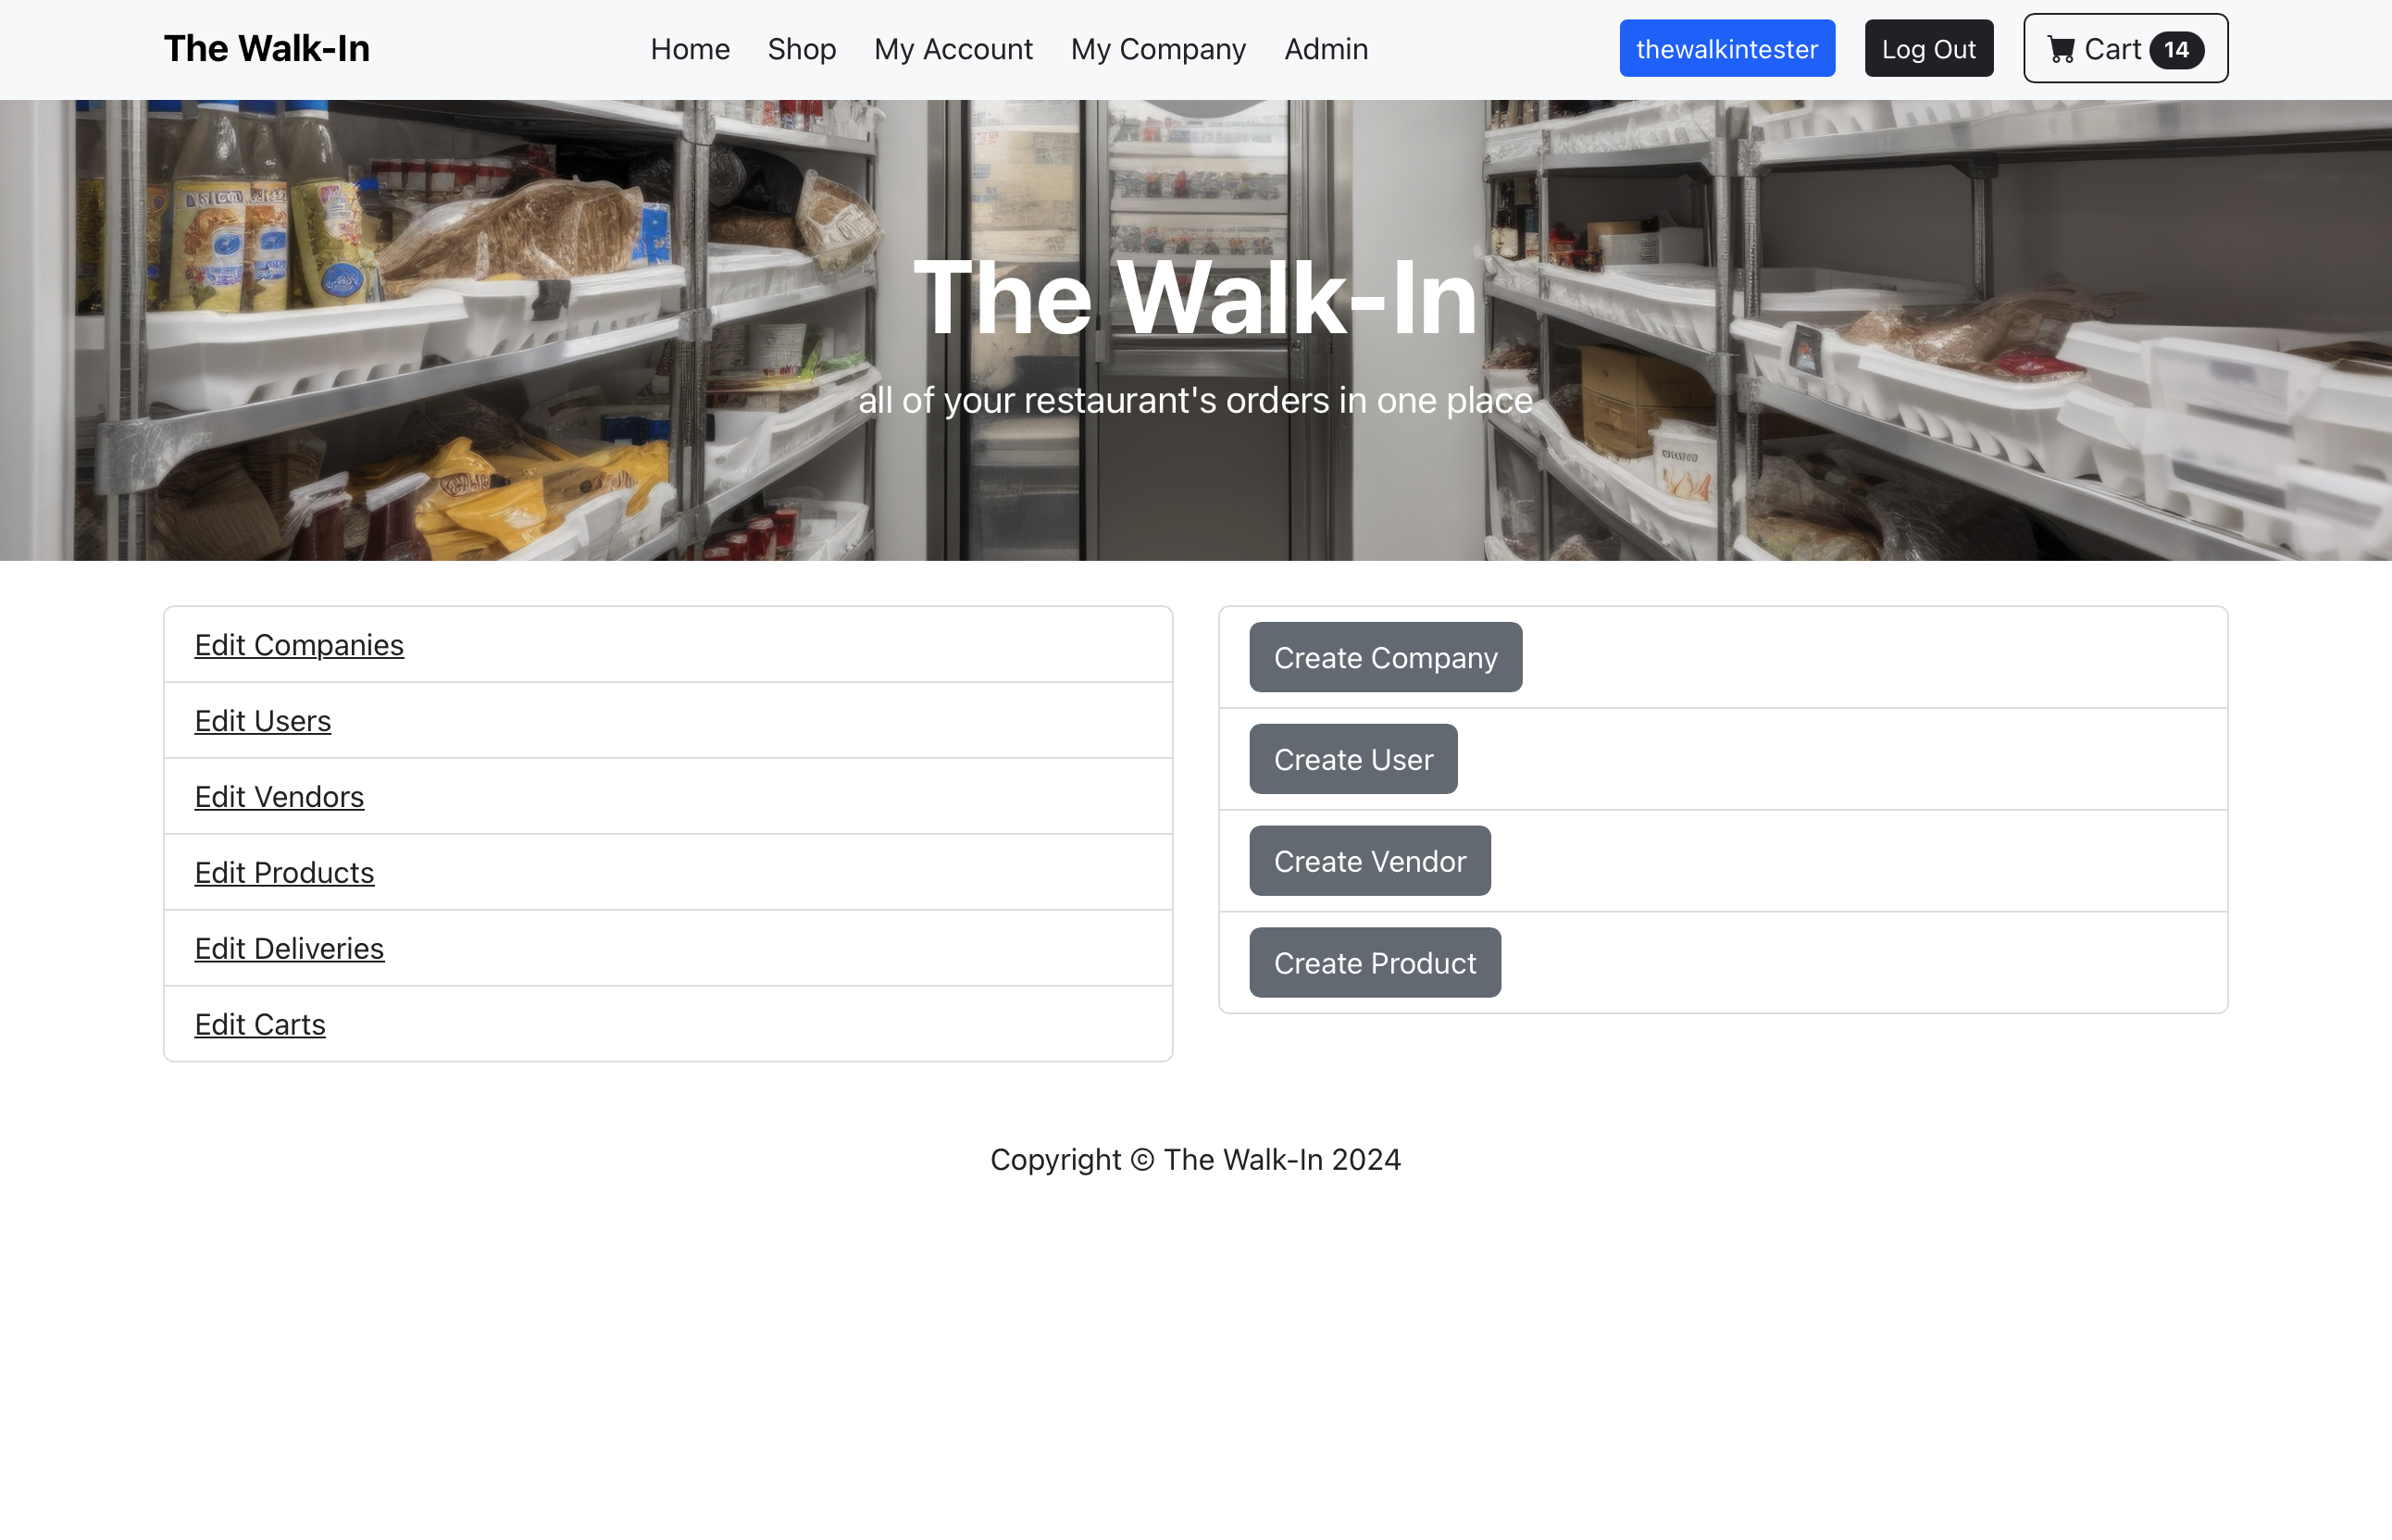 The Walk-In
Home Shop My Account My Company Admin
thewalkintester Log Out Cart 14
The Walk-In
all of your restaurant's orders in one place
Edit Companies
Edit Users
Edit Vendors
Edit Products
Edit Deliveries
Edit Carts
Create Company
Create User
Create Vendor
Create Product
Copyright © The Walk-In 2024